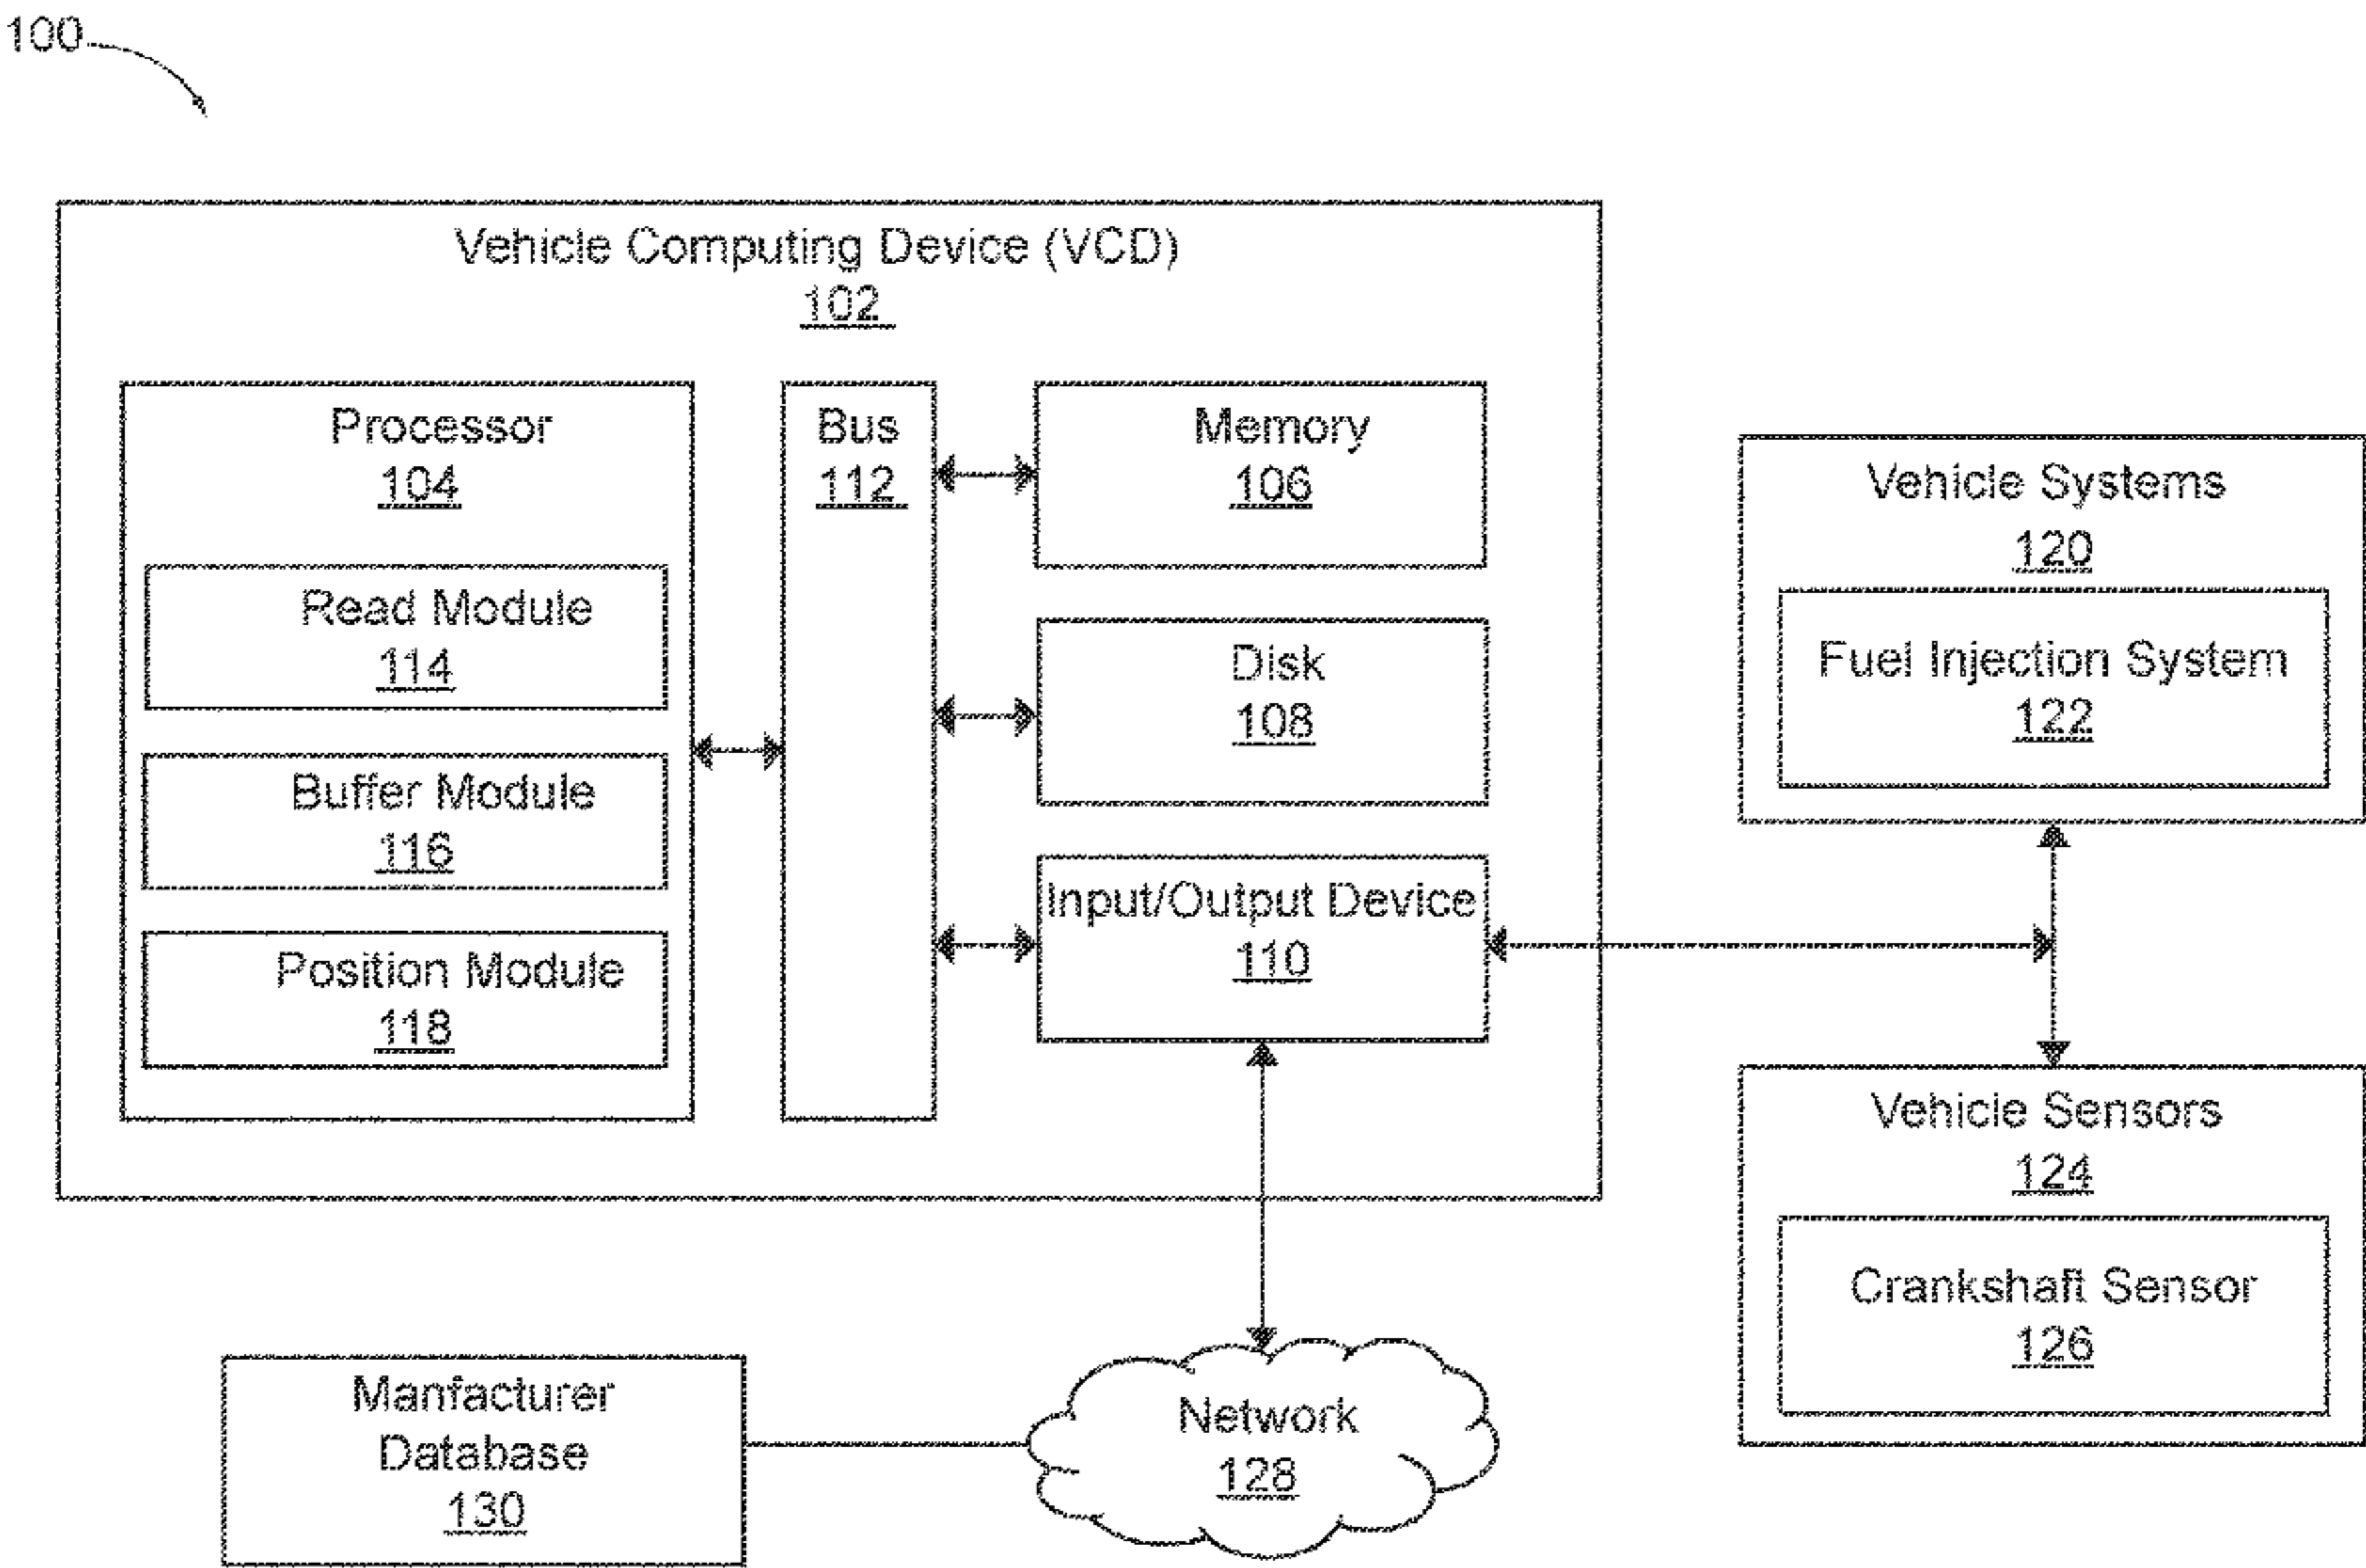 100
Vehicle Computing Device (VCD)
102
Processor
104
Read Module
114
Buffer Module
116
Position Module
118
Bus
112
Memory
106
Disk
108
Input/Output Device
110
Vehicle Systems
120
Fuel Injection System
122
Vehicle Sensors
124
Crankshaft Sensor
126
Manfacturer
Database
130
Network
128